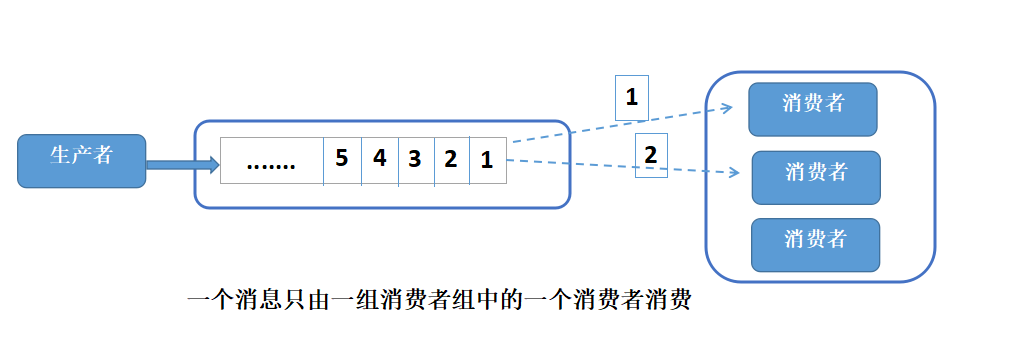 1
消费者
生产者
....... 5 4 3 2 1
2
消费者
消费者
一个消息只由一组消费者组中的一个消费者消费